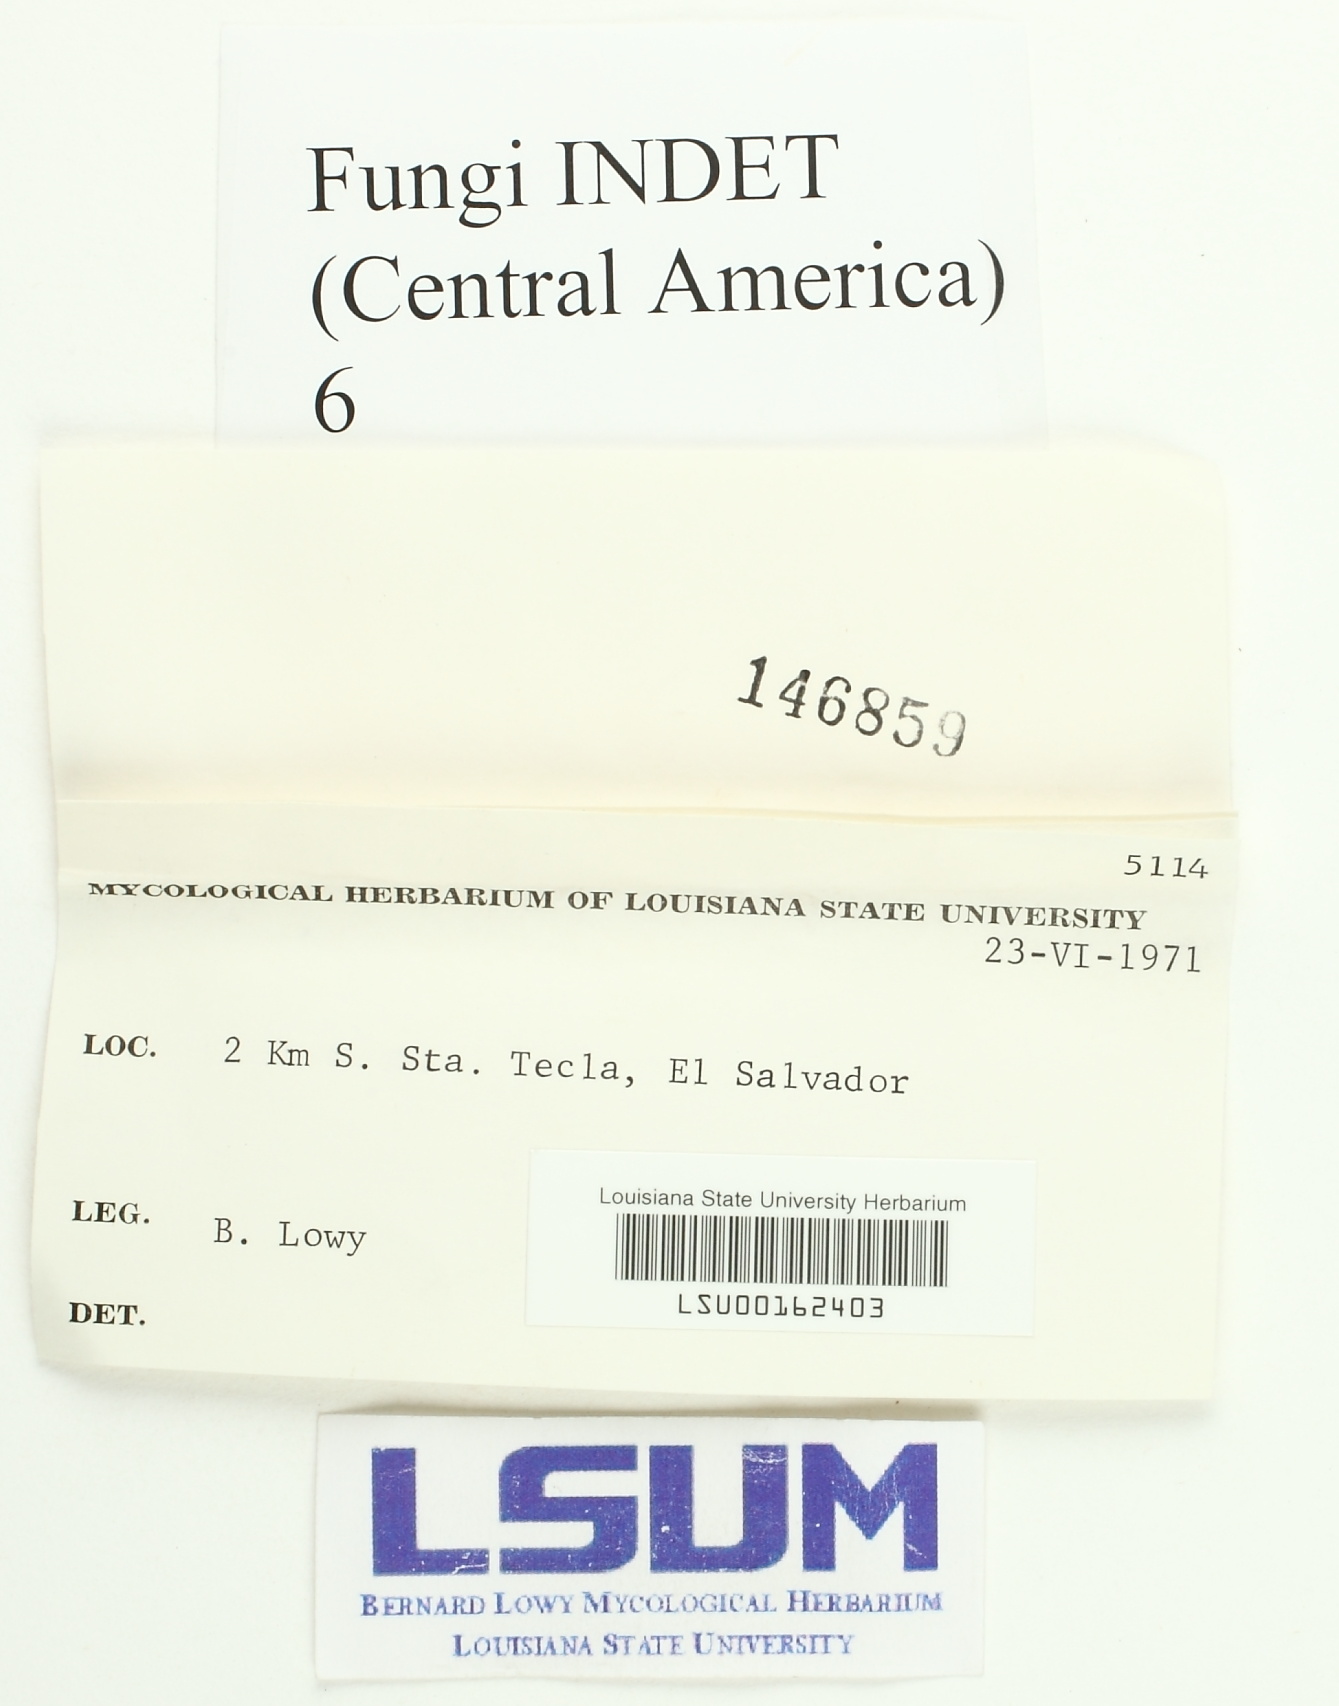 Fungi INDET
(Central America)
6
146859
5114
MYCOLOGICAL HERBARIUM OF LOUISIANA STATE UNIVERSITY
23-VI-1971
LOC. 2 Km S. Sta. Tecla, El Salvador
LEG. B. Lowy
Louisiana State University Herbarium
LSU00162403
DET.
LSUM
BERNARD LOWY MYCOLOGICAL HERBARIUM
LOUISIANA STATE UNIVERSITY